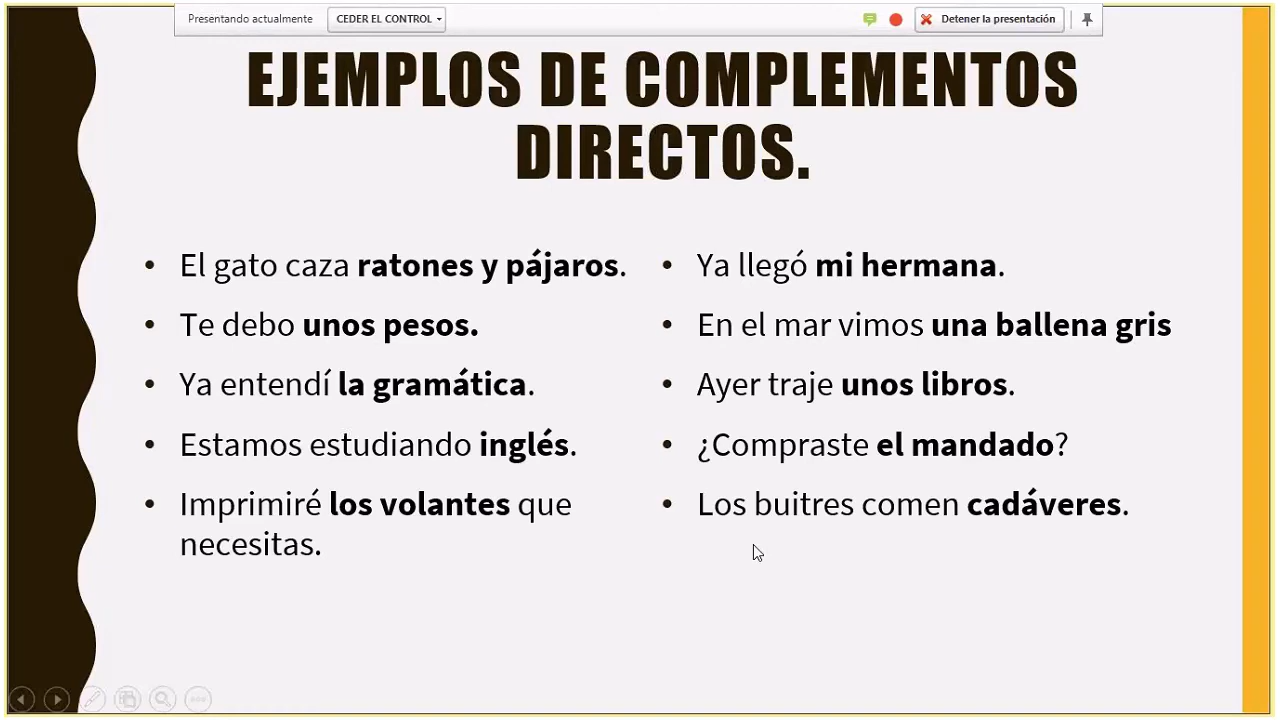 Presentando actualmente CEDER EL CONTROL Detener la presentación
EJEMPLOS DE COMPLEMENTOS
DIRECTOS.
• El gato caza ratones y pájaros.
• Te debo unos pesos.
• Ya entendí la gramática.
• Estamos estudiando inglés.
• Imprimiré los volantes que
necesitas.
• Ya llegó mi hermana.
• En el mar vimos una ballena gris
• Ayer traje unos libros.
• ¿Compraste el mandado?
• Los buitres comen cadáveres.